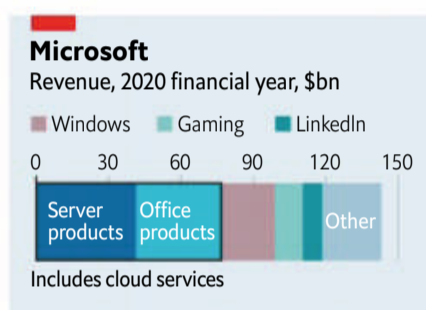 Microsoft
Revenue, 2020 financial year, $bn
Windows Gaming LinkedIn
0 30 60 90 120 150
Server products Office products Other
Includes cloud services